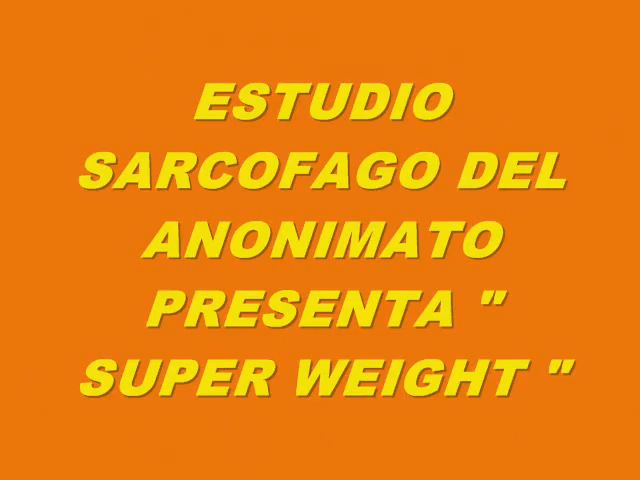 ESTUDIO
SARCOFAGO DEL
ANONIMATO
PRESENTA "
SUPER WEIGHT "